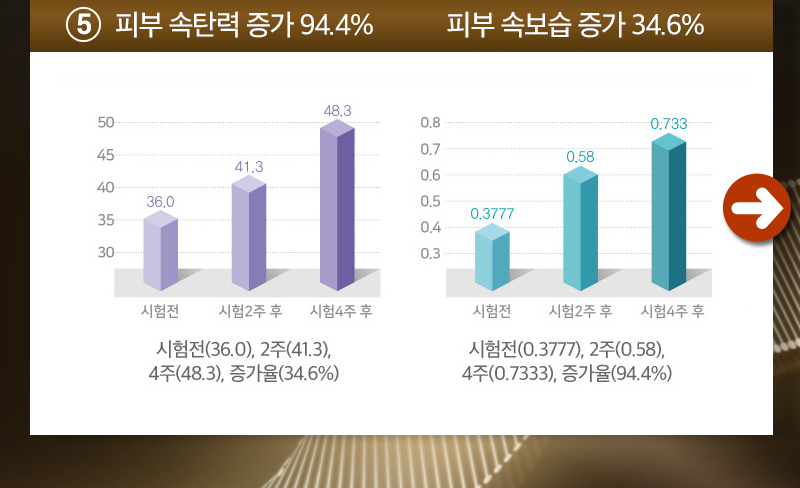 ⑤ 피부 속탄력 증가 94.4%
피부 속보습 증가 34.6%
50
45
40
35
30
36.0
41.3
48.3
시험전
시험2주 후
시험4주 후
시험전(36.0), 2주(41.3),
4주(48.3), 증가율(34.6%)
0.8
0.7
0.6
0.5
0.4
0.3
0.3777
0.58
0.733
시험전
시험2주 후
시험4주 후
시험전(0.3777), 2주(0.58),
4주(0.7333), 증가율(94.4%)